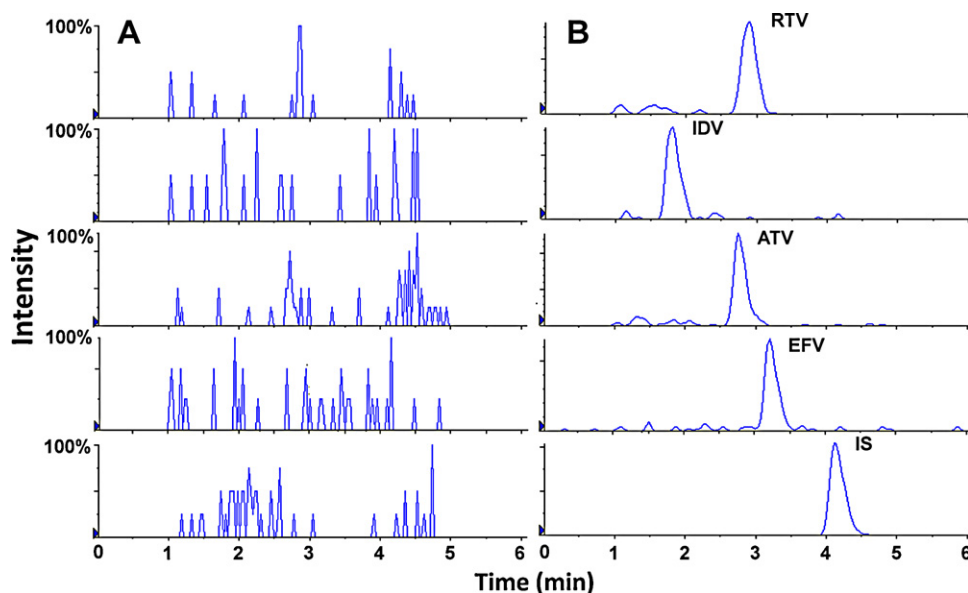 A
B
100%
RTV
100%
IDV
100%
ATV
100%
EFV
100%
IS
Intensity
0 1 2 3 4 5 6 0 1 2 3 4 5 6
Time (min)